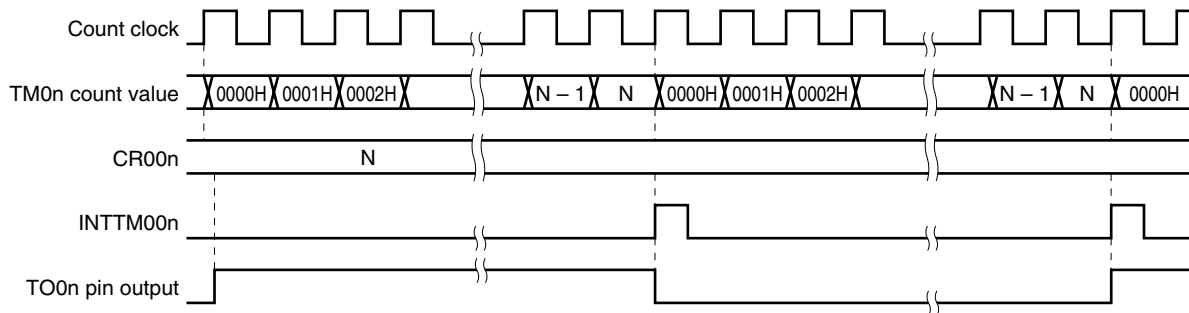 Count clock
TM0n count value 0000H 0001H 0002H N – 1 N 0000H 0001H 0002H N – 1 N 0000H
CR00n N
INTTM00n
TO0n pin output